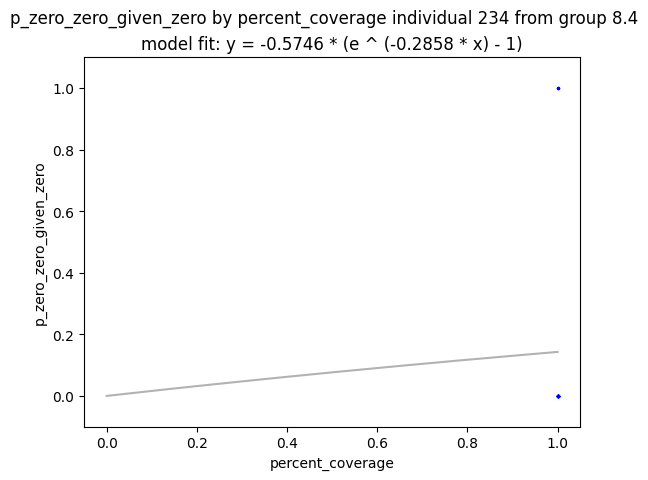 p_zero_zero_given_zero by percent_coverage individual 234 from group 8.4
model fit: y = -0.5746 * (e ^ (-0.2858 * x) - 1)
1.0
0.8
0.6
0.4
0.2
0.0
p_zero_zero_given_zero
0.0 0.2 0.4 0.6 0.8 1.0
percent_coverage